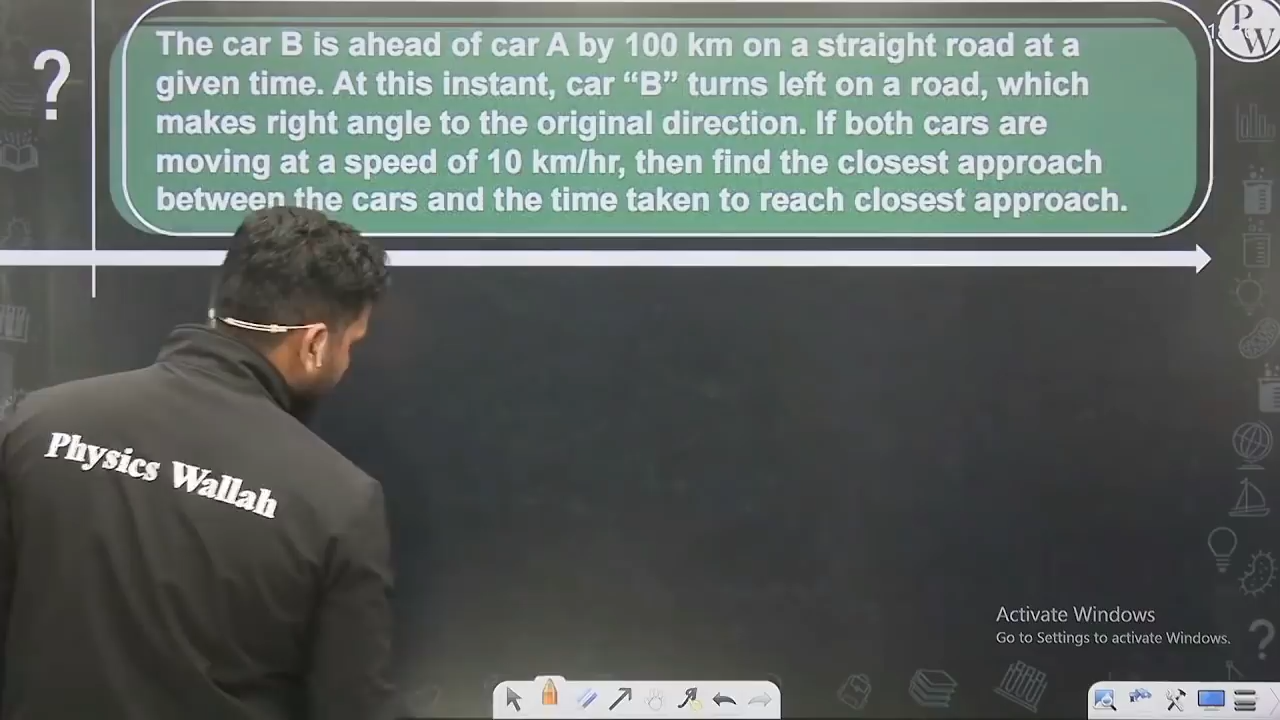 The car B is ahead of car A by 100 km on a straight road at a
given time. At this instant, car “B” turns left on a road, which
makes right angle to the original direction. If both cars are
moving at a speed of 10 km/hr, then find the closest approach
between the cars and the time taken to reach closest approach.
?
P
W
Physics Wallah
Activate Windows
Go to Settings to activate Windows.